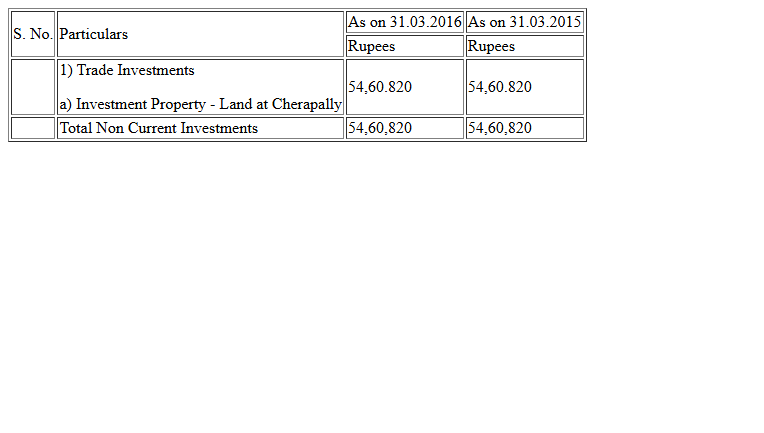 S. No. Particulars As on 31.03.2016 As on 31.03.2015
Rupees Rupees
1) Trade Investments
a) Investment Property - Land at Cherapally 54,60.820 54,60.820
Total Non Current Investments 54,60,820 54,60,820